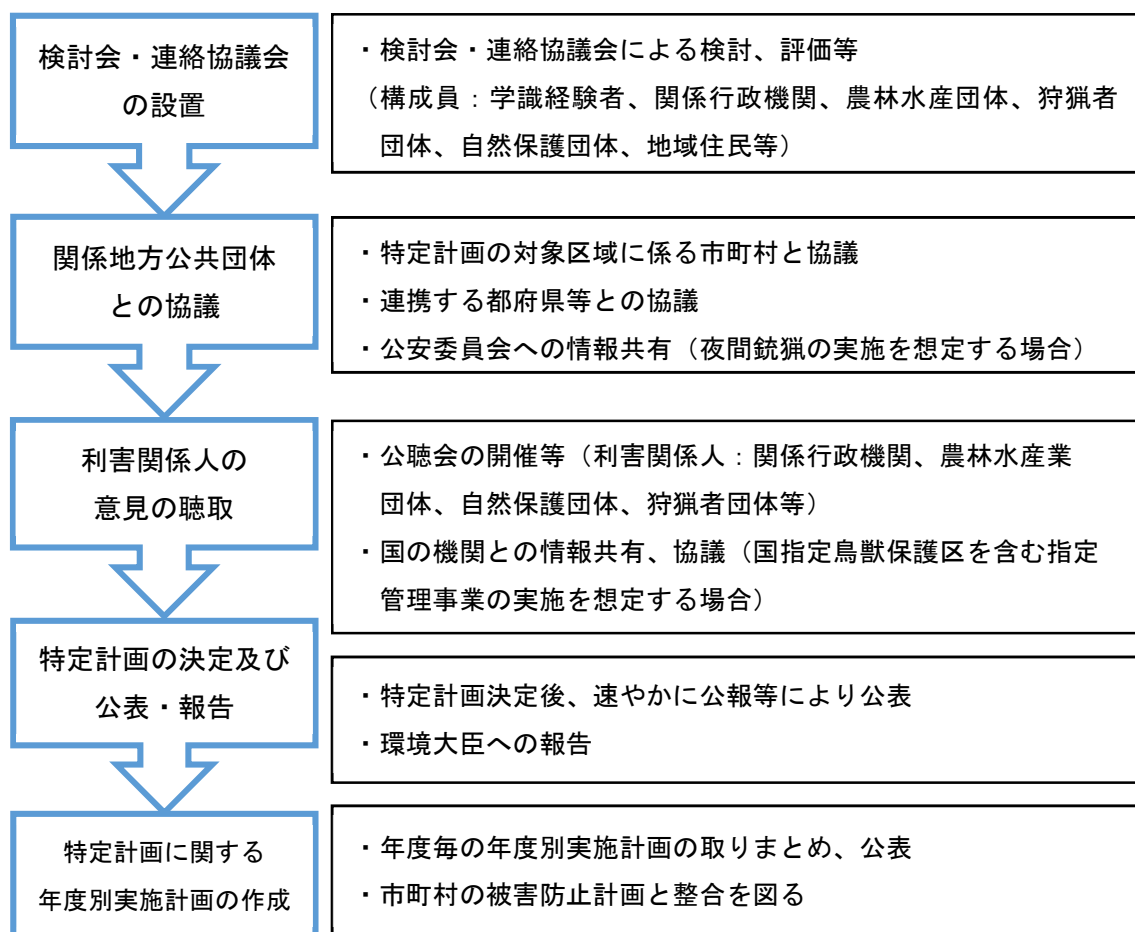 検討会・連絡協議会
の設置
・検討会・連絡協議会による検討、評価等
（構成員：学識経験者、関係行政機関、農林水産団体、狩猟者
団体、自然保護団体、地域住民等）
関係地方公共団体
との協議
・特定計画の対象区域に係る市町村と協議
・連携する都府県等との協議
・公安委員会への情報共有（夜間銃猟の実施を想定する場合）
利害関係人の
意見の聴取
・公聴会の開催等（利害関係人：関係行政機関、農林水産業
団体、自然保護団体、狩猟者団体等）
・国の機関との情報共有、協議（国指定鳥獣保護区を含む指定
管理事業の実施を想定する場合）
特定計画の決定及び
公表・報告
・特定計画決定後、速やかに公報等により公表
・環境大臣への報告
特定計画に関する
年度別実施計画の作成
・年度毎の年度別実施計画の取りまとめ、公表
・市町村の被害防止計画と整合を図る